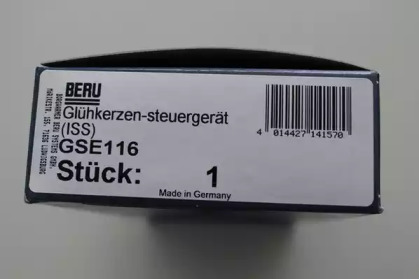 BERU
Glühkerzen-steuergerät
(ISS)
GSE116
Stück: 1
Made in Germany
4 014427 141570